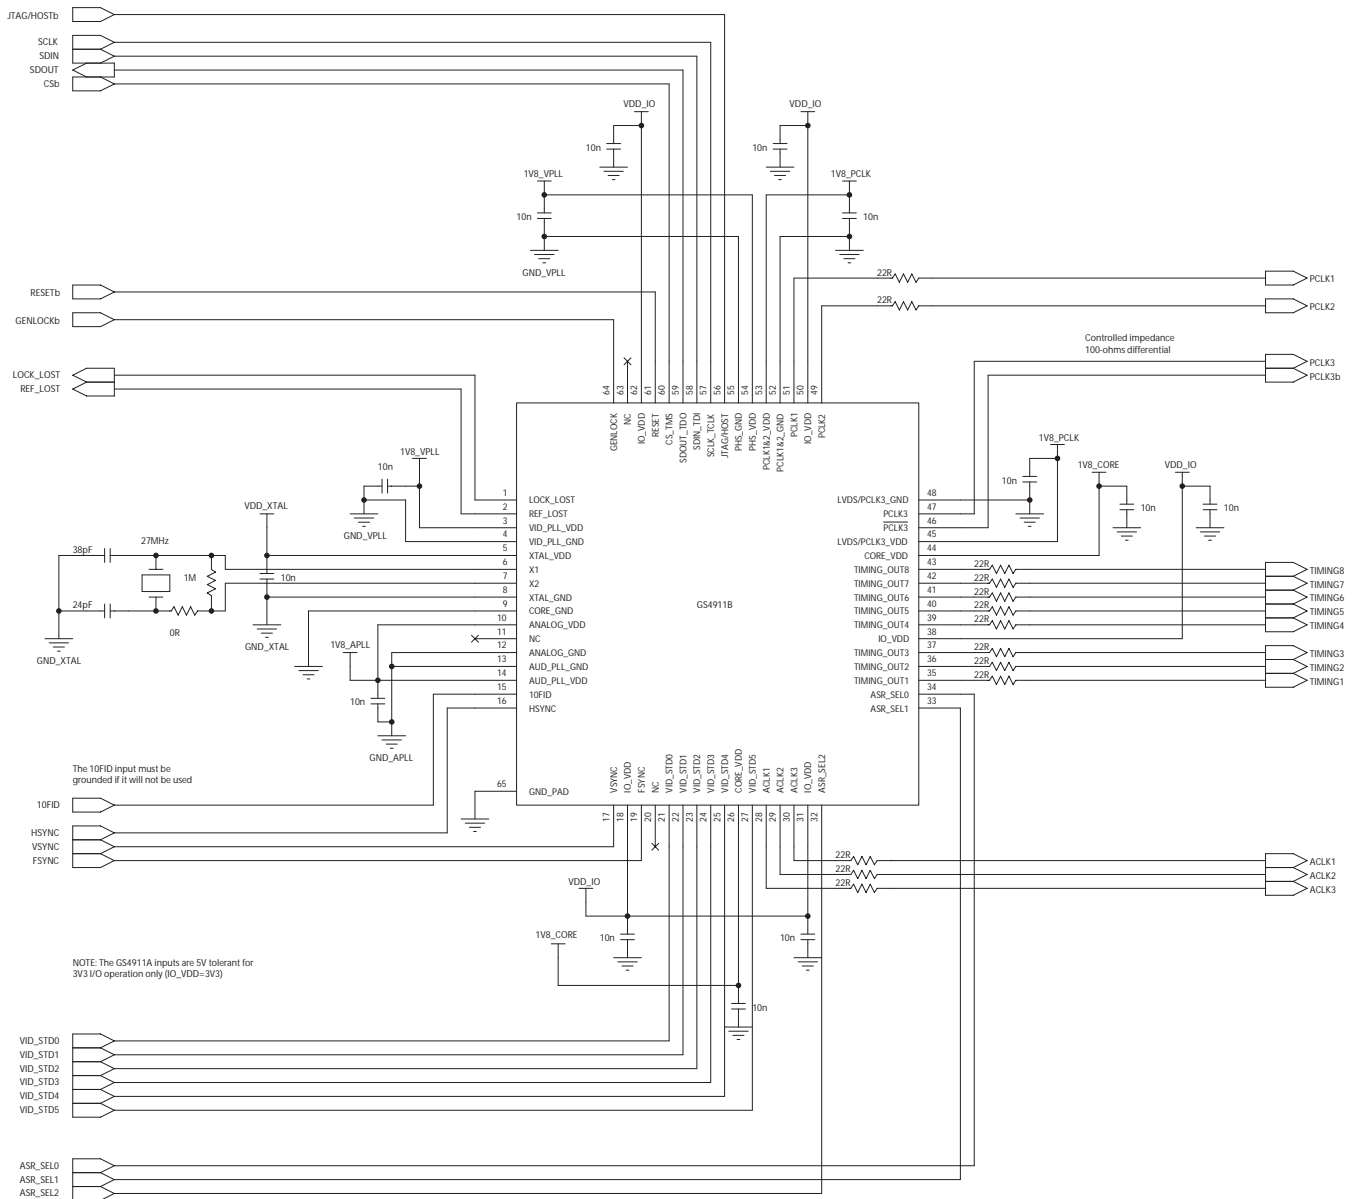 JTAG/HOSTb
SCLK
SDIN
SDOUT
CSb
VDD_IO
VDD_IO
10n
10n
1V8_VPLL
1V8_PCLK
10n
10n
GND_VPLL
22R
PCLK1
RESETb
22R
PCLK2
GENLOCKb
Controlled impedance
100-ohms differential
PCLK3
LOCK_LOST
PCLK3b
REF_LOST
64
63
62
61
60
59
58
57
56
55
54
53
52
51
50
49
GENLOCK
NC
IO_VDD
RESET
CS_TMS
SDOUT_TDO
SDIN_TDI
SCLK_TCLK
JTAG/HOST
PHS_GND
PHS_VDD
PCLK1&2_VDD
PCLK1&2_GND
PCLK1
IO_VDD
PCLK2
1V8_VPLL
10n
GND_VPLL
VDD_XTAL
27MHz
38pF
1M
10n
24pF
0R
GND_XTAL
GND_XTAL
1V8_APLL
10n
GND_APLL
1 LOCK_LOST
2 REF_LOST
3 VID_PLL_VDD
4 VID_PLL_GND
5 XTAL_VDD
6 X1
7 X2
8 XTAL_GND
9 CORE_GND
10 ANALOG_VDD
11 NC
12 ANALOG_GND
13 AUD_PLL_GND
14 AUD_PLL_VDD
15 10FID
16 HSYNC
65 GND_PAD
GS4911B
1V8_PCLK
1V8_CORE
VDD_IO
10n
10n
10n
LVDS/PCLK3_GND 48
PCLK3 47
PCLK3 46
LVDS/PCLK3_VDD 45
CORE_VDD 44
TIMING_OUT8 43 22R TIMING8
TIMING_OUT7 42 22R TIMING7
TIMING_OUT6 41 22R TIMING6
TIMING_OUT5 40 22R TIMING5
TIMING_OUT4 39 22R TIMING4
IO_VDD 38
TIMING_OUT3 37 22R TIMING3
TIMING_OUT2 36 22R TIMING2
TIMING_OUT1 35 22R TIMING1
ASR_SEL0 34
ASR_SEL1 33
VSYNC
IO_VDD
FSYNC
NC
VID_STD0
VID_STD1
VID_STD2
VID_STD3
VID_STD4
CORE_VDD
VID_STD5
ACLK1
ACLK2
ACLK3
IO_VDD
ASR_SEL2
17
18
19
20
21
22
23
24
25
26
27
28
29
30
31
32
The 10FID input must be
grounded if it will not be used
10FID
HSYNC
VSYNC
FSYNC
22R
ACLK1
22R
ACLK2
22R
ACLK3
VDD_IO
10n
10n
1V8_CORE
10n
NOTE: The GS4911A inputs are 5V tolerant for
3V3 I/O operation only (IO_VDD=3V3)
VID_STD0
VID_STD1
VID_STD2
VID_STD3
VID_STD4
VID_STD5
ASR_SEL0
ASR_SEL1
ASR_SEL2